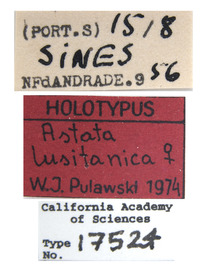 (PORT.S) 15/8
SiNES
NFdANDRADE.956
HOLOTYPUS
Astata
lusitanica ♀
W.J. Pulawski 1974
California Academy
of Sciences
Type
No. 17524